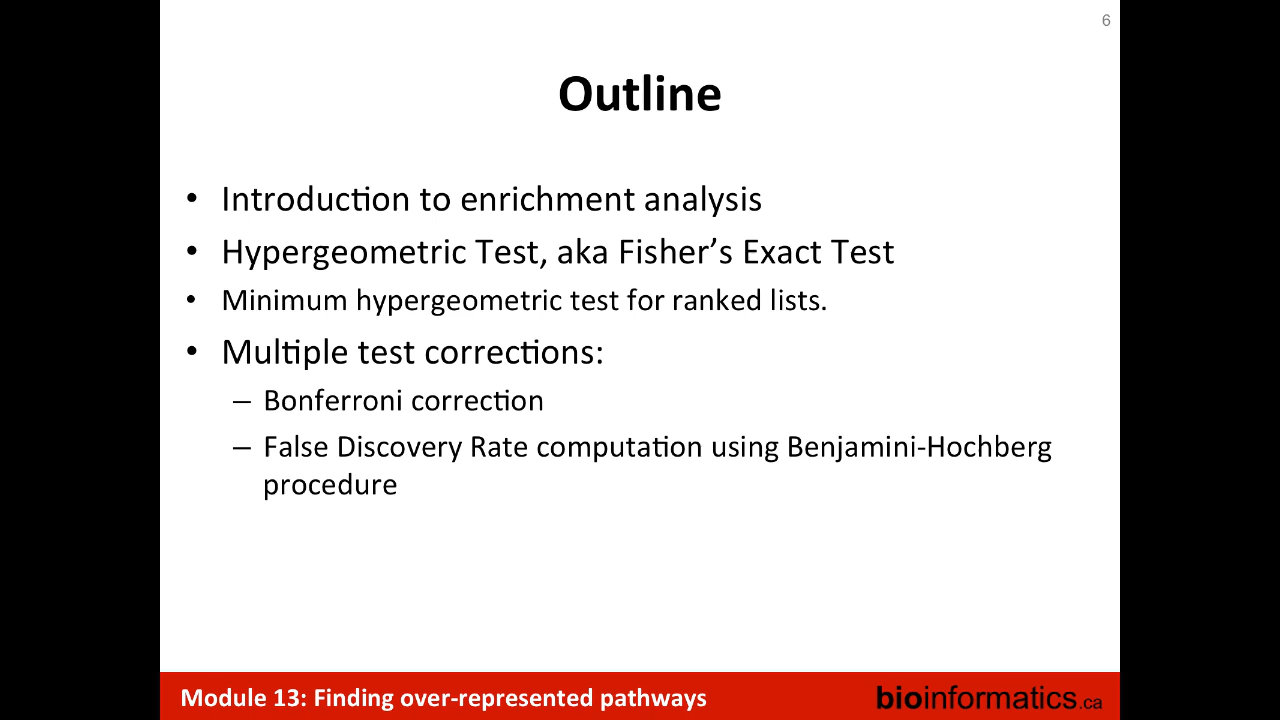 6
Outline
• Introduction to enrichment analysis
• Hypergeometric Test, aka Fisher’s Exact Test
• Minimum hypergeometric test for ranked lists.
• Multiple test corrections:
– Bonferroni correction
– False Discovery Rate computation using Benjamini-Hochberg
procedure
Module 13: Finding over-represented pathways
bioinformatics.ca